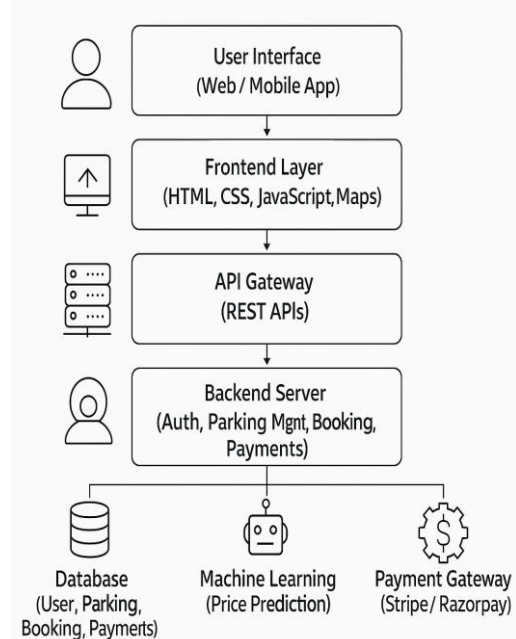 User Interface
(Web / Mobile App)
Frontend Layer
(HTML, CSS, JavaScript, Maps)
API Gateway
(REST APIs)
Backend Server
(Auth, Parking Mgnt, Booking,
Payments)
Database
(User, Parking,
Booking, Paymerts)
Machine Learning
(Price Prediction)
Payment Gateway
(Stripe / Razorpay)